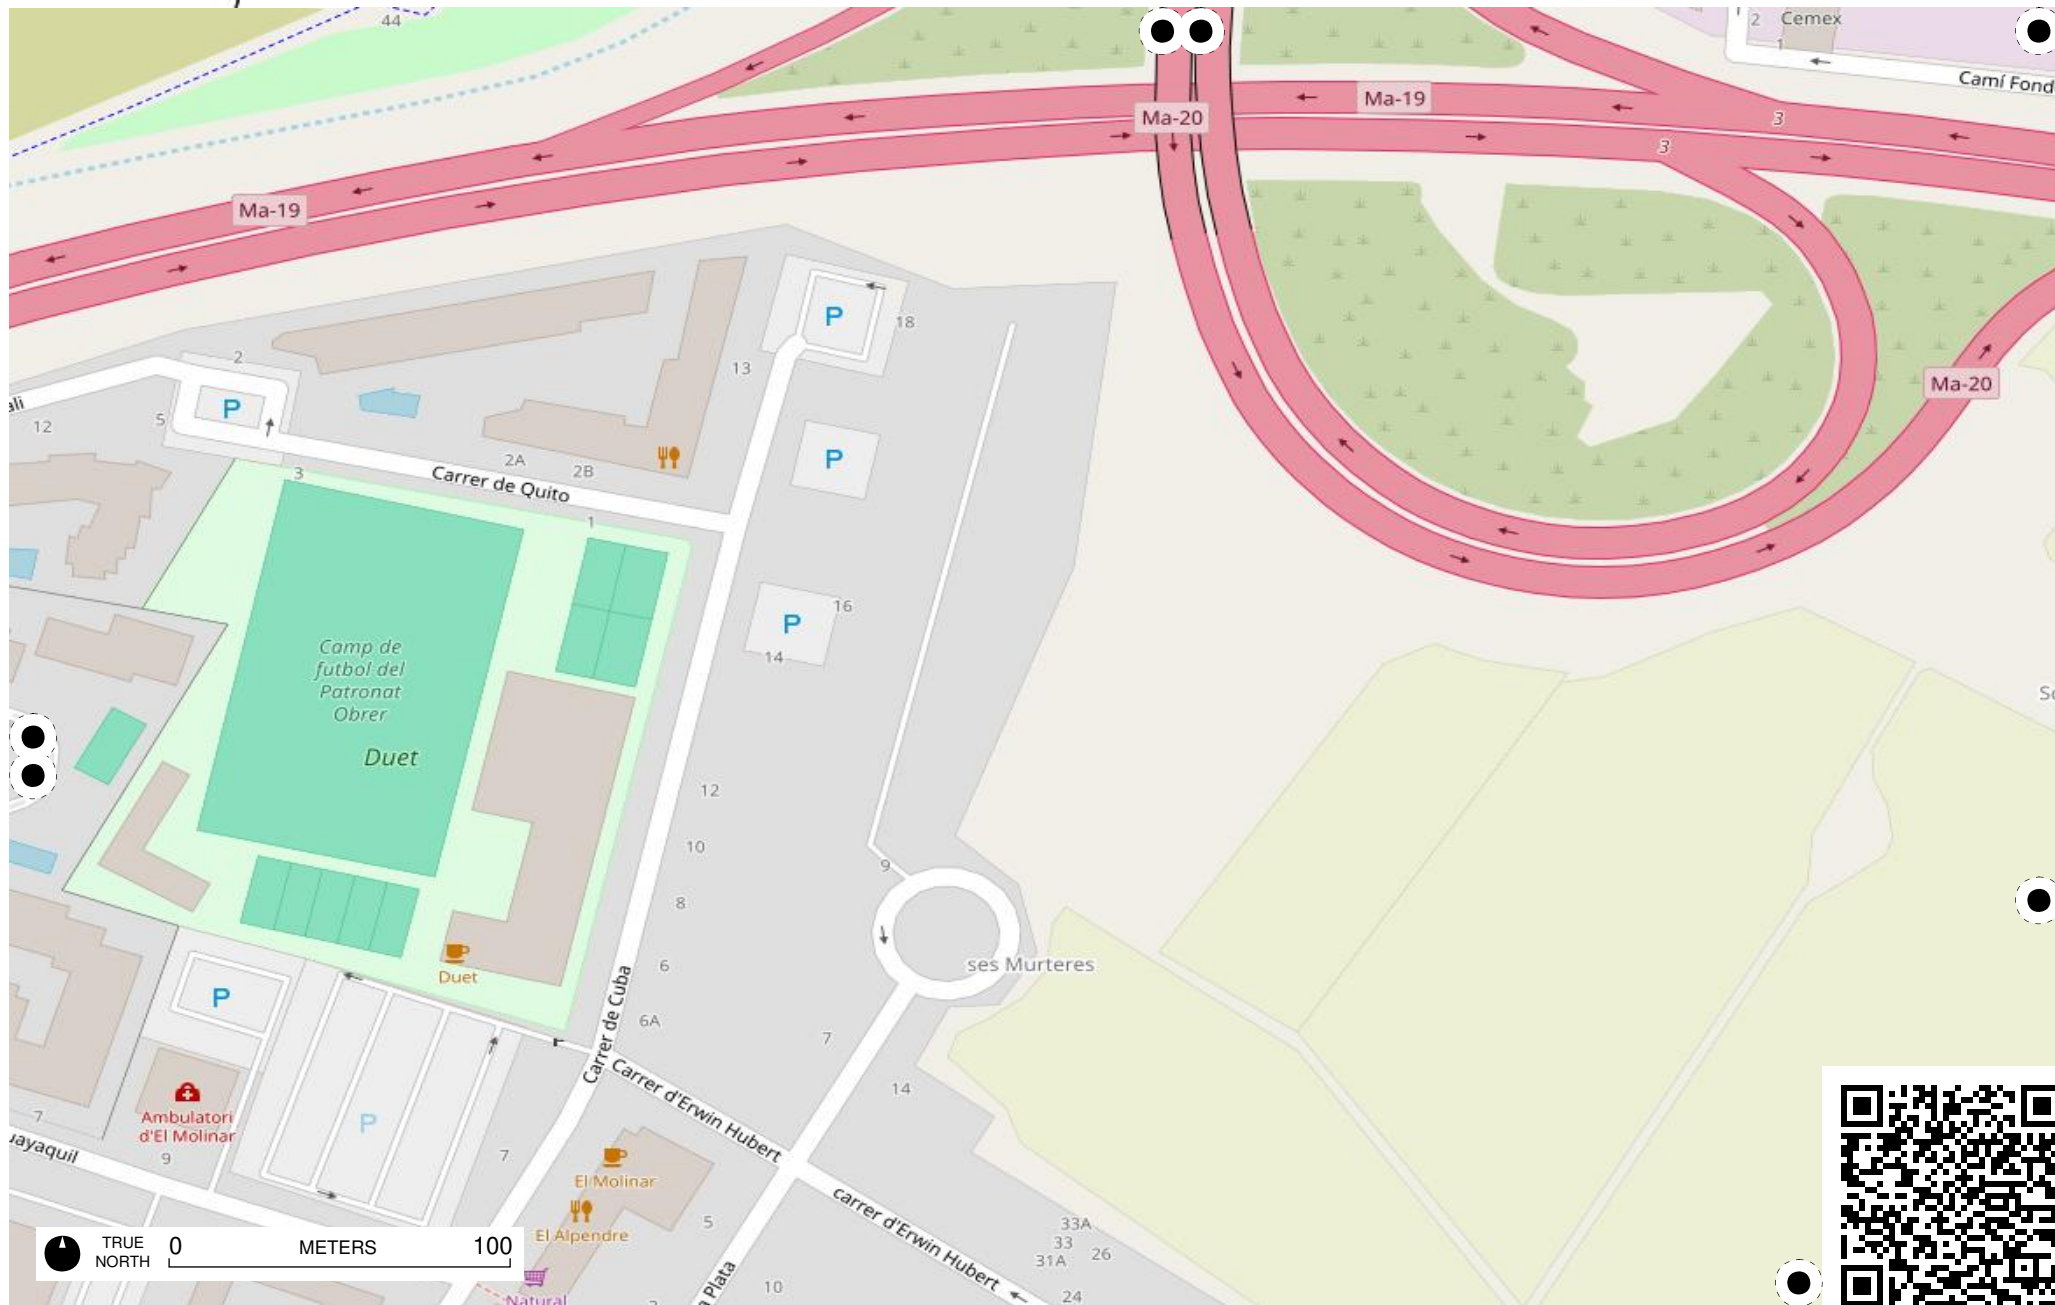 44
2
Cemex
1
Camí Fond
Ma-19
Ma-20
3
3
Ma-19
P
18
2
13
Ma-20
ali
P
5
12
P
2A
2B
3
Carrer de Quito
1
16
P
14
Camp de
futbol del
Patronat
Obrer
Duet
12
10
9
8
6
ses Murteres
Duet
P
6A
7
Carrer de Cuba
Carrer d'Erwin Hubert
14
Ambulatori
d'El Molinar
P
7
uayaquil
9
7
El Molinar
El Alpendre
carrer d'Erwin Hubert
5
33A
33
31A
26
24
10
a Plata
Natural
TRUE
NORTH
0
METERS
100